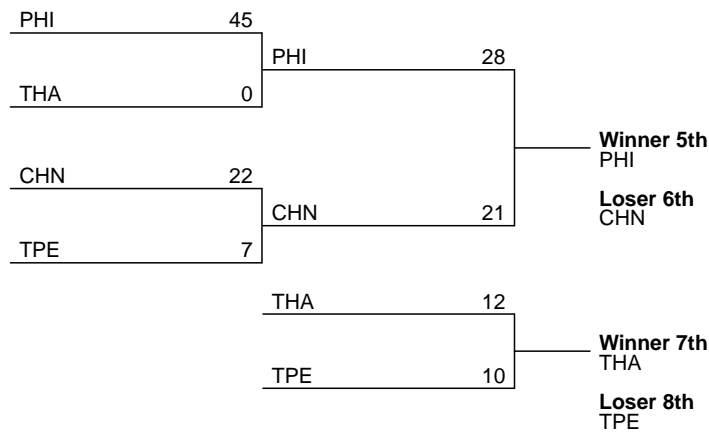 PHI 45
PHI 28
THA 0
Winner 5th
PHI
CHN 22
Loser 6th
CHN
CHN 21
TPE 7
THA 12
Winner 7th
THA
TPE 10
Loser 8th
TPE